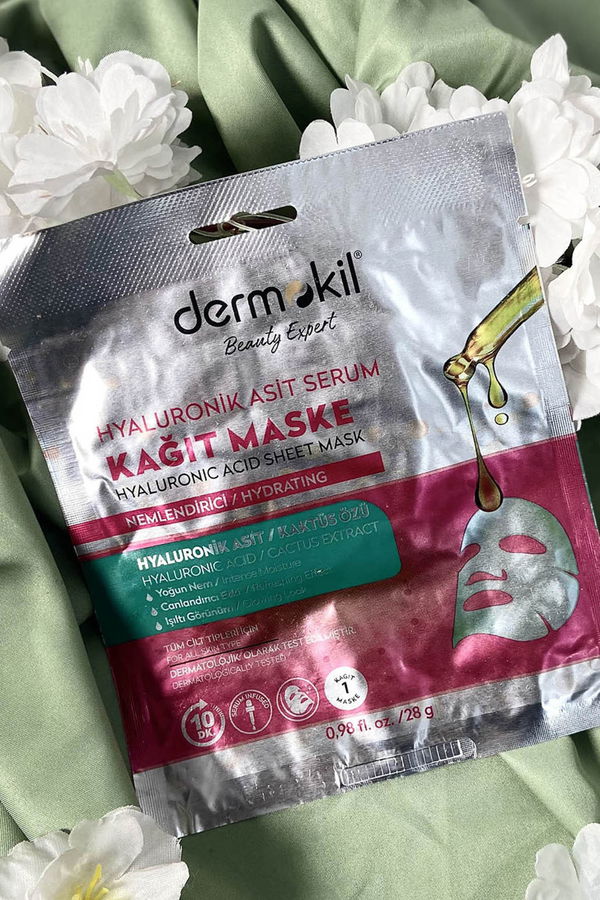 dermokil®
Beauty Expert
HYALURONİK ASİT SERUM
KAĞIT MASKE
HYALURONIC ACID SHEET MASK
NEMLENDİRİCİ / HYDRATING
HYALURONİK ASİT / KAKTÜS ÖZÜ
HYALURONIC ACID / CACTUS EXTRACT
Yoğun Nem / Intense Moisture
Canlandırıcı Etki / Refreshing Effect
Işıltı Görünüm / Glowing Look
TÜM CİLT TİPLERİ İÇİN
FOR ALL SKIN TYPES
DERMATOLOJİK OLARAK TEST EDİLMİŞTİR.
DERMATOLOGICALLY TESTED
10 DK
SERUM INFUSED
KAĞIT
1
MASKE
0,98 fl. oz. /28 g